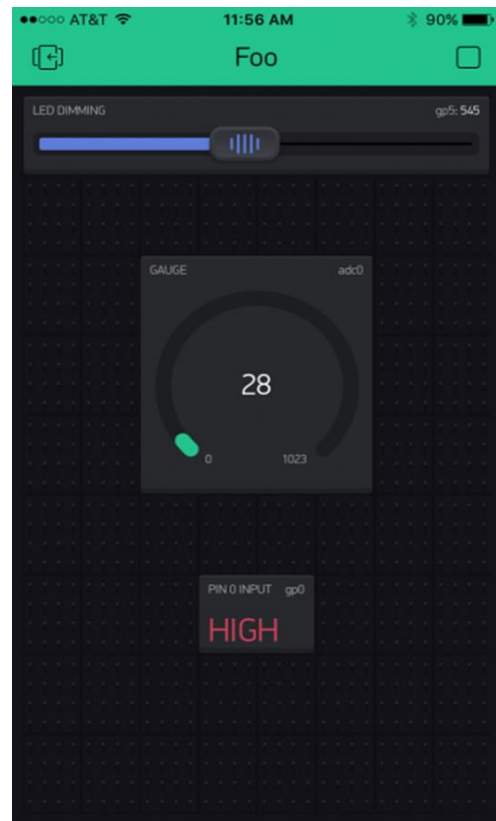 AT&T 11:56 AM 90%
Foo
LED DIMMING gp5: 545
GAUGE adc0
28
0 1023
PIN 0 INPUT gp0
HIGH